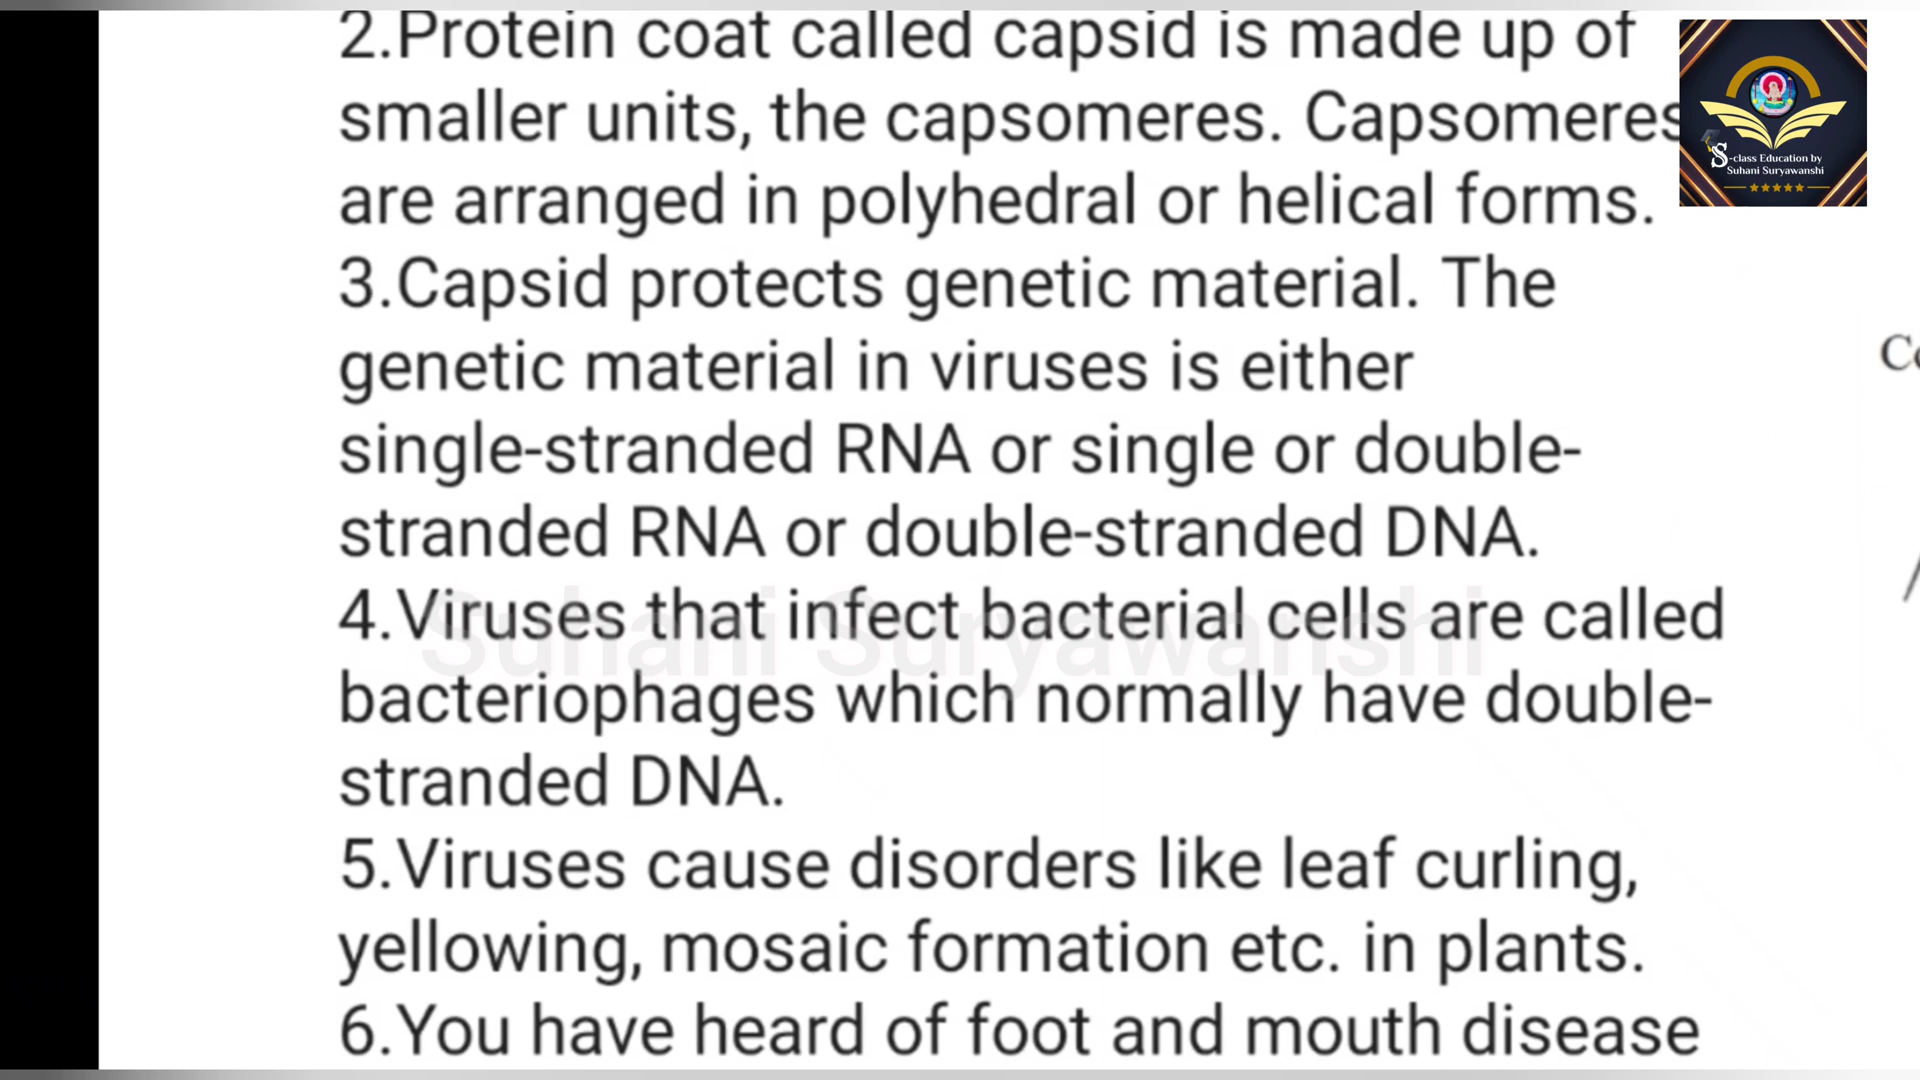 2.Protein coat called capsid is made up of
smaller units, the capsomeres. Capsomeres
are arranged in polyhedral or helical forms.
3.Capsid protects genetic material. The
genetic material in viruses is either
single-stranded RNA or single or double-
stranded RNA or double-stranded DNA.
4.Viruses that infect bacterial cells are called
bacteriophages which normally have double-
stranded DNA.
5.Viruses cause disorders like leaf curling,
yellowing, mosaic formation etc. in plants.
6.You have heard of foot and mouth disease
S-class Education by
Suhani Suryawanshi
Suhani Suryawanshi